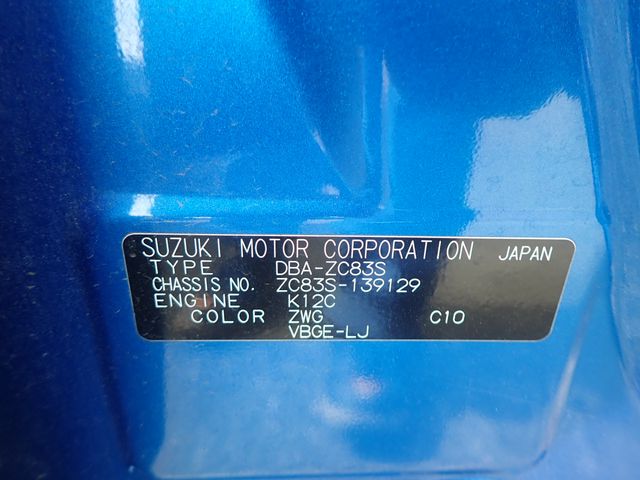 SUZUKI MOTOR CORPORATION JAPAN
TYPE DBA-ZC83S
CHASSIS NO. ZC83S-139129
ENGINE K12C
COLOR ZWG C10
VBGE-LJ